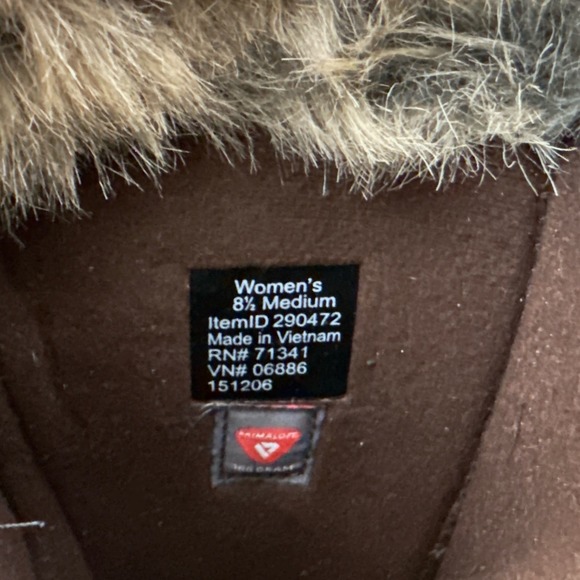 Women's
8½ Medium
ItemID 290472
Made in Vietnam
RN# 71341
VN# 06886
151206
PRIMALOFT